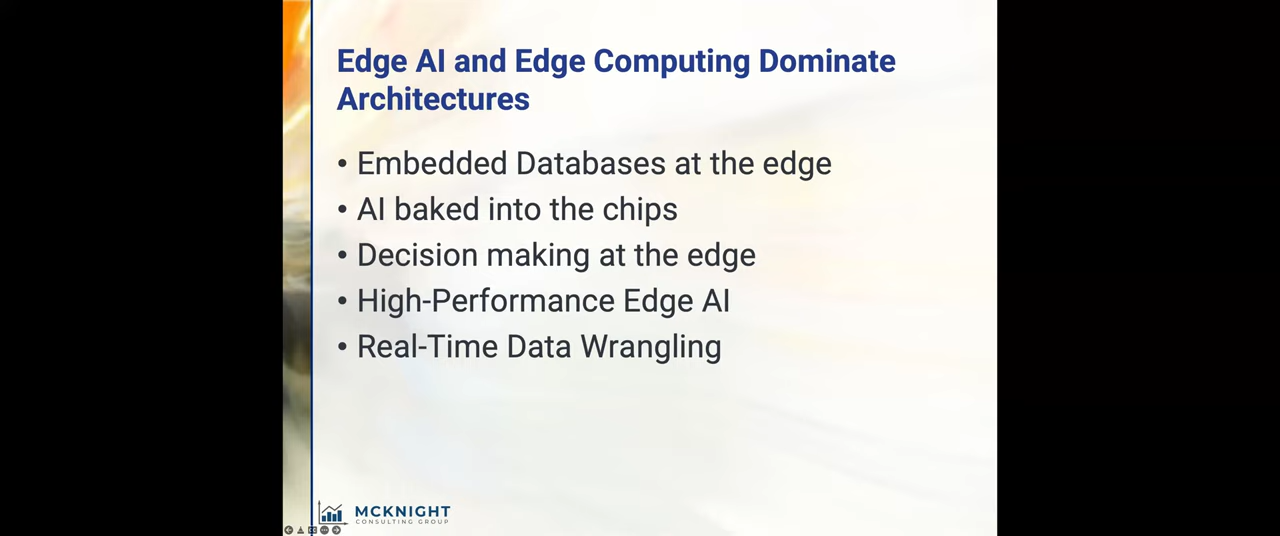 Edge AI and Edge Computing Dominate
Architectures
• Embedded Databases at the edge
• AI baked into the chips
• Decision making at the edge
• High-Performance Edge AI
• Real-Time Data Wrangling
MCKNIGHT
CONSULTING GROUP